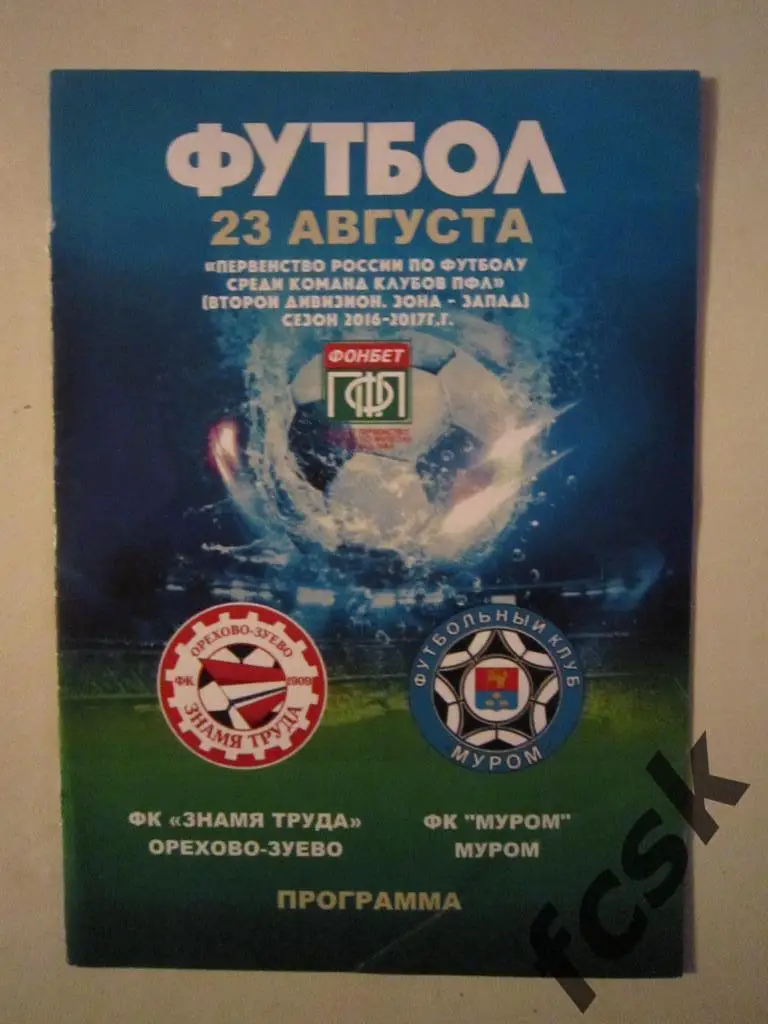 ФУТБОЛ
23 АВГУСТА
«ПЕРВЕНСТВО РОССИИ ПО ФУТБОЛУ
СРЕДИ КОМАНД КЛУБОВ ПФЛ»
(ВТОРОЙ ДИВИЗИОН. ЗОНА - ЗАПАД)
СЕЗОН 2016-2017Г.Г.
ФОНБЕТ
ПФЛ
ОРЕХОВО-ЗУЕВО
ФК 1909
ЗНАМЯ ТРУДА
ФУТБОЛЬНЫЙ КЛУБ
МУРОМ
ФК «ЗНАМЯ ТРУДА»
ОРЕХОВО-ЗУЕВО
ФК "МУРОМ"
МУРОМ
ПРОГРАММА
fcsk